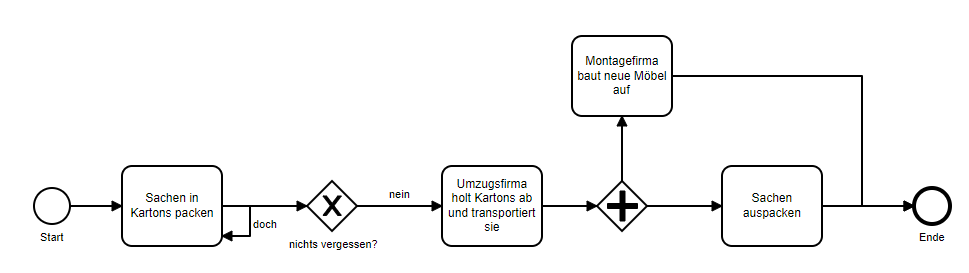 Montagefirma
baut neue Möbel
auf
Start
Sachen in
Kartons packen
doch
nichts vergessen?
nein
Umzugsfirma
holt Kartons ab
und transportiert
sie
Sachen
auspacken
Ende